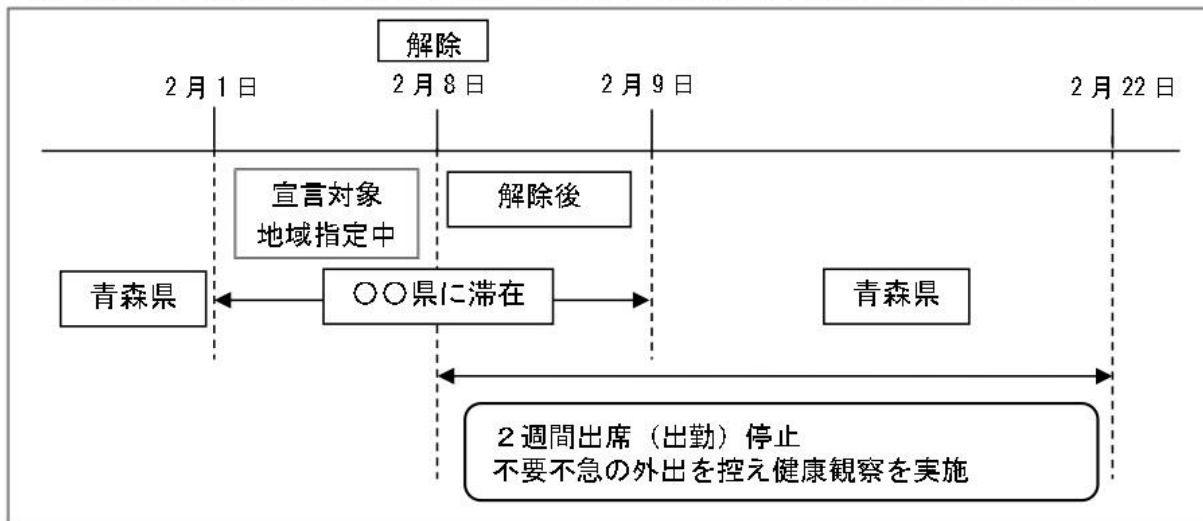 解除
2月1日
2月8日
2月9日
2月22日
宣言対象
地域指定中
解除後
青森県
〇〇県に滞在
青森県
２週間出席（出勤）停止
不要不急の外出を控え健康観察を実施